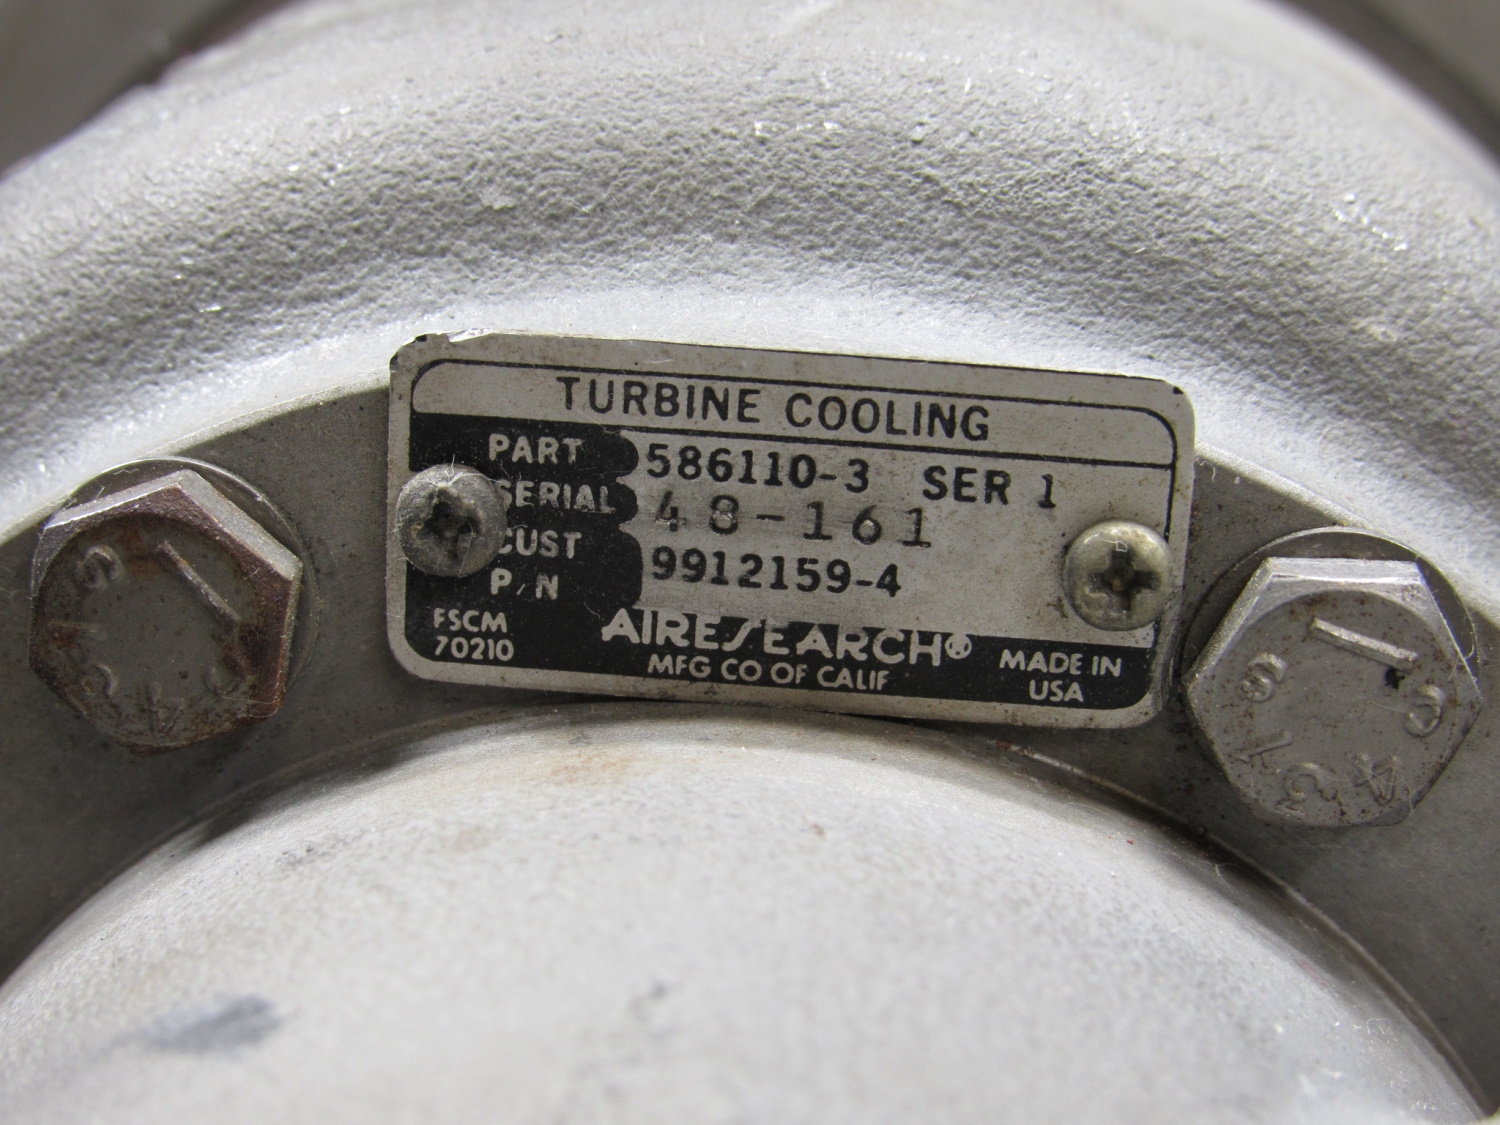 TURBINE COOLING
PART 586110-3 SER 1
SERIAL 48-161
CUST P/N 9912159-4
FSCM 70210
AIRESEARCH®
MFG CO OF CALIF
MADE IN USA